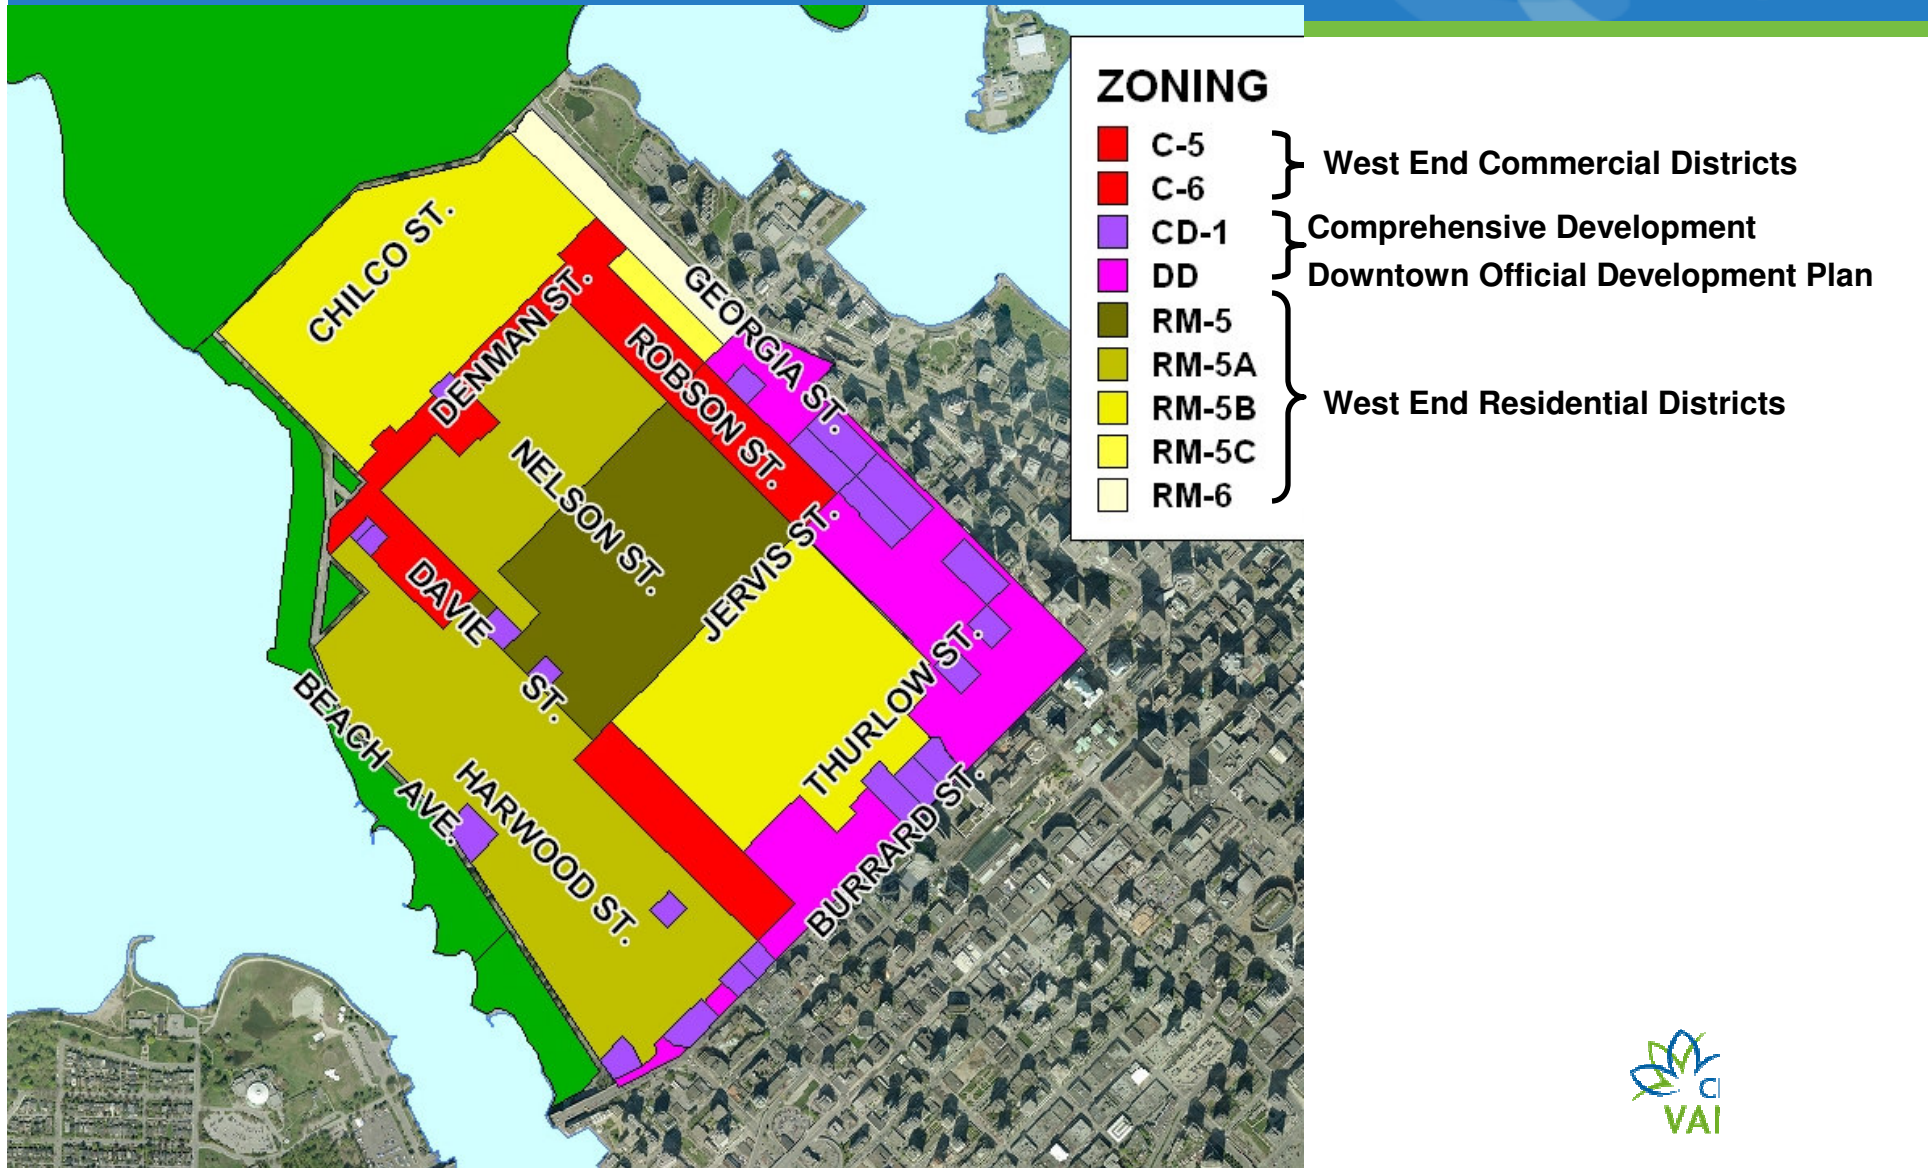 ZONING
C-5
C-6
CD-1
DD
RM-5
RM-5A
RM-5B
RM-5C
RM-6
West End Commercial Districts
Comprehensive Development
Downtown Official Development Plan
West End Residential Districts
CHILCO ST.
DENMAN ST.
GEORGIA ST.
ROBSON ST.
NELSON ST.
JERVIS ST.
DAVIE ST.
THURLOW ST.
BEACH AVE.
HARWOOD ST.
BURRARD ST.
CI
VAI